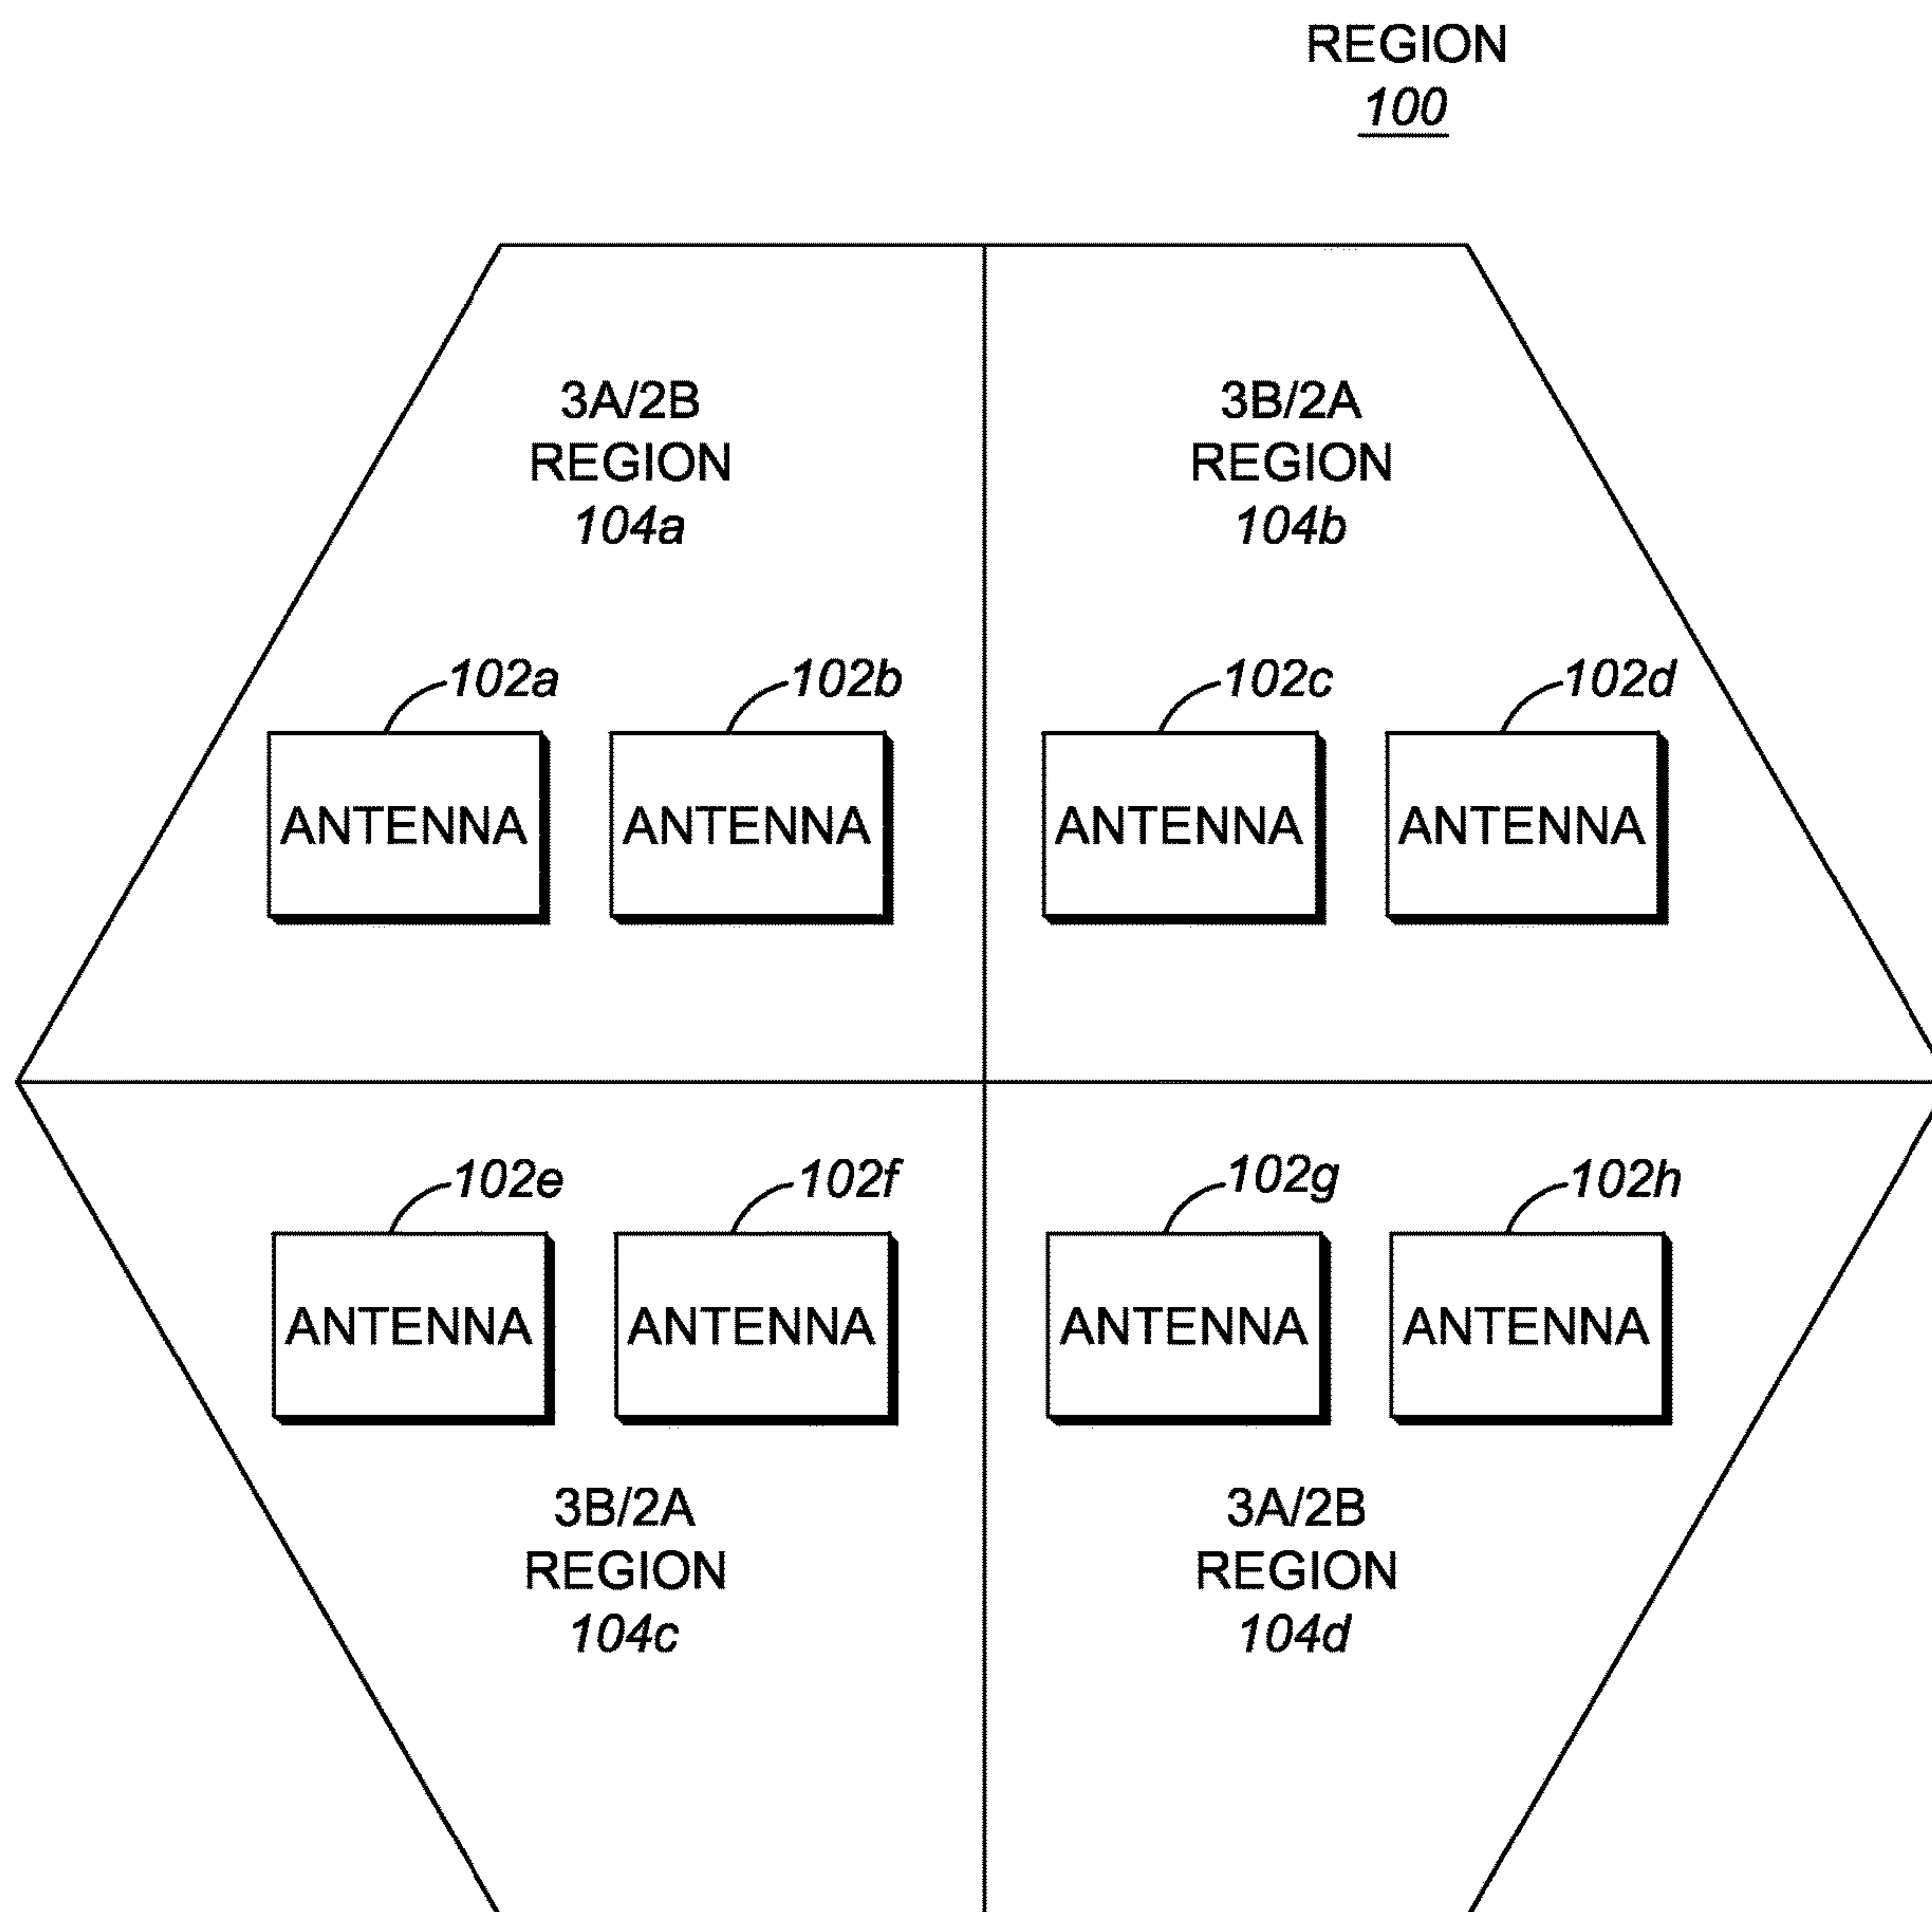 REGION
100
3A/2B
REGION
104a
3B/2A
REGION
104b
102a
102b
102c
102d
ANTENNA
ANTENNA
ANTENNA
ANTENNA
102e
102f
102g
102h
ANTENNA
ANTENNA
ANTENNA
ANTENNA
3B/2A
REGION
104c
3A/2B
REGION
104d